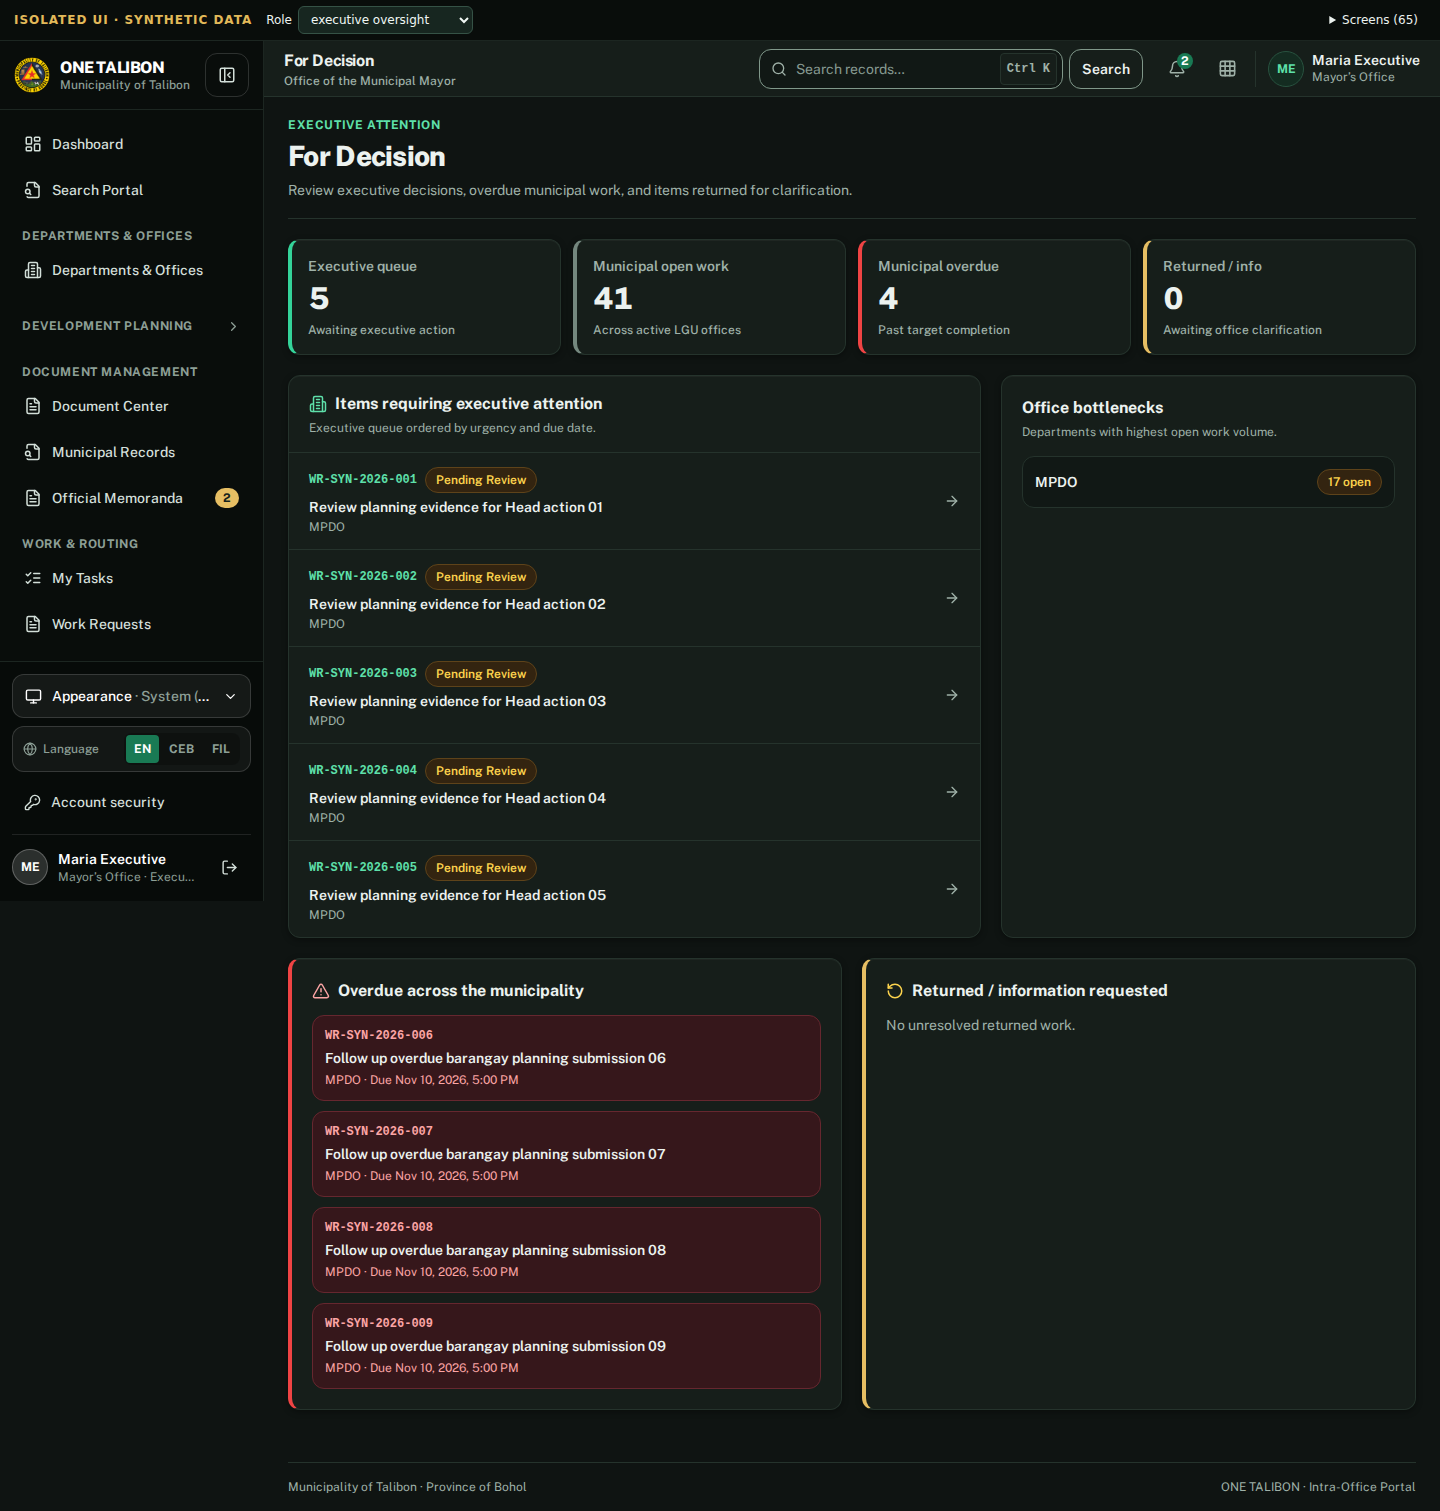 ISOLATED UI · SYNTHETIC DATA
Role
executive oversight
Screens (65)
ONE TALIBON
Municipality of Talibon
For Decision
Office of the Municipal Mayor
Search records...
Ctrl K
Search
2
ME
Maria Executive
Mayor's Office
Dashboard
Search Portal
DEPARTMENTS & OFFICES
Departments & Offices
DEVELOPMENT PLANNING
DOCUMENT MANAGEMENT
Document Center
Municipal Records
Official Memoranda
2
WORK & ROUTING
My Tasks
Work Requests
Appearance · System (...
Language
EN
CEB
FIL
Account security
ME
Maria Executive
Mayor's Office · Execu...
EXECUTIVE ATTENTION
For Decision
Review executive decisions, overdue municipal work, and items returned for clarification.
Executive queue
5
Awaiting executive action
Municipal open work
41
Across active LGU offices
Municipal overdue
4
Past target completion
Returned / info
0
Awaiting office clarification
Items requiring executive attention
Executive queue ordered by urgency and due date.
WR-SYN-2026-001
Pending Review
Review planning evidence for Head action 01
MPDO
WR-SYN-2026-002
Pending Review
Review planning evidence for Head action 02
MPDO
WR-SYN-2026-003
Pending Review
Review planning evidence for Head action 03
MPDO
WR-SYN-2026-004
Pending Review
Review planning evidence for Head action 04
MPDO
WR-SYN-2026-005
Pending Review
Review planning evidence for Head action 05
MPDO
Office bottlenecks
Departments with highest open work volume.
MPDO
17 open
Overdue across the municipality
WR-SYN-2026-006
Follow up overdue barangay planning submission 06
MPDO · Due Nov 10, 2026, 5:00 PM
WR-SYN-2026-007
Follow up overdue barangay planning submission 07
MPDO · Due Nov 10, 2026, 5:00 PM
WR-SYN-2026-008
Follow up overdue barangay planning submission 08
MPDO · Due Nov 10, 2026, 5:00 PM
WR-SYN-2026-009
Follow up overdue barangay planning submission 09
MPDO · Due Nov 10, 2026, 5:00 PM
Returned / information requested
No unresolved returned work.
Municipality of Talibon · Province of Bohol
ONE TALIBON · Intra-Office Portal